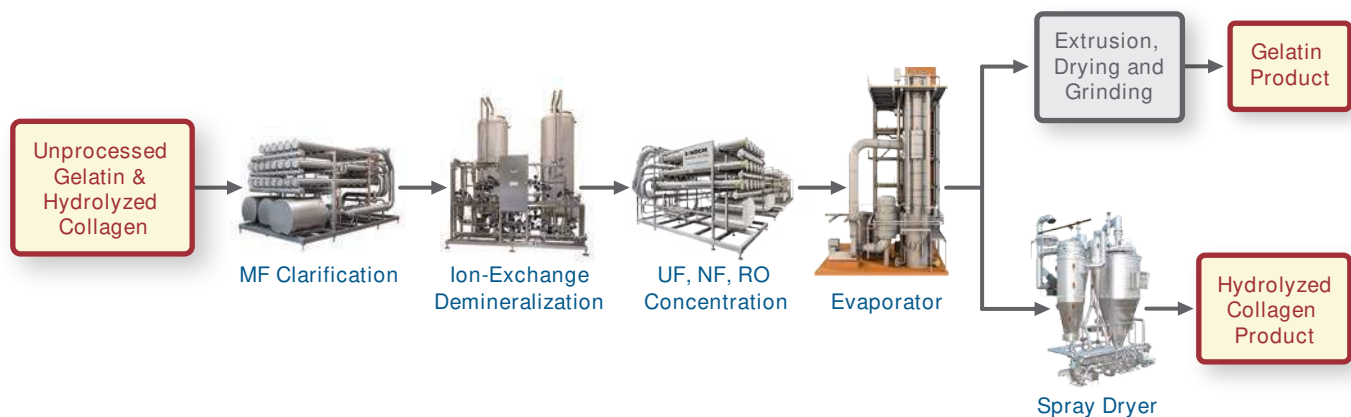 Unprocessed
Gelatin &
Hydrolyzed
Collagen
MF Clarification
Ion-Exchange
Demineralization
UF, NF, RO
Concentration
Evaporator
Extrusion,
Drying and
Grinding
Gelatin
Product
Spray Dryer
Hydrolyzed
Collagen
Product